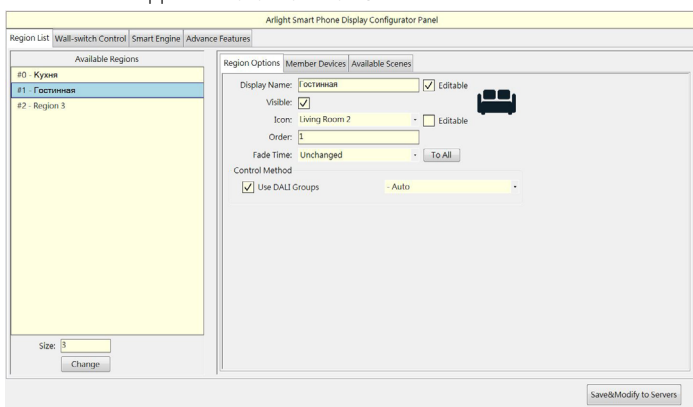 Arlight Smart Phone Display Configurator Panel
Region List Wall-switch Control Smart Engine Advance Features
Available Regions
#0 - Кухня
#1 - Гостинная
#2 - Region 3
Size: 3
Change
Region Options Member Devices Available Scenes
Display Name: Гостинная Editable
Visible:
Icon: Living Room 2 Editable
Order: 1
Fade Time: Unchanged To All
Control Method
Use DALI Groups - Auto
Save&Modify to Servers